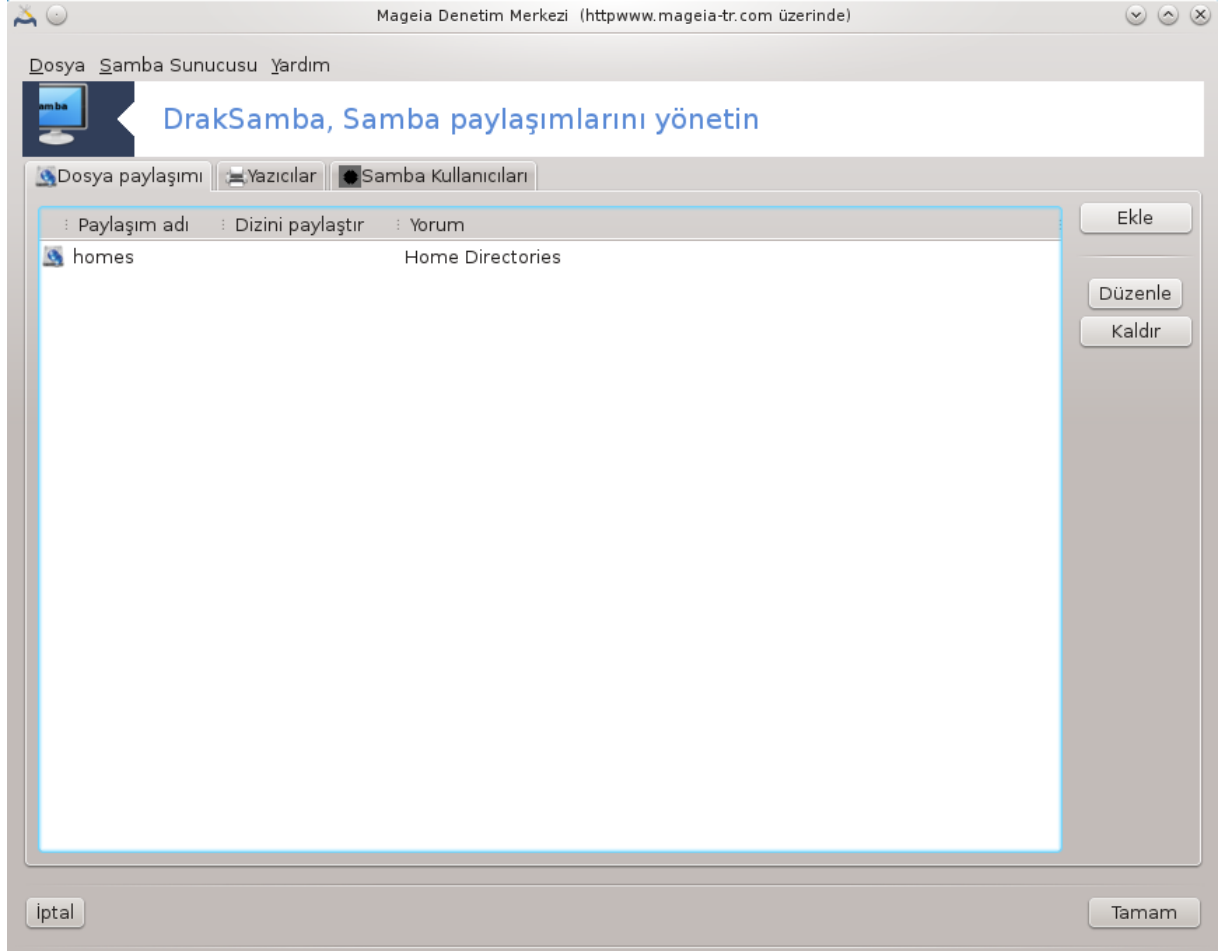 Mageia Denetim Merkezi (httpwww.mageia-tr.com üzerinde)
Dosya Samba Sunucusu Yardım
amba
DrakSamba, Samba paylaşımlarını yönetin
Dosya paylaşımı Yazıcılar Samba Kullanıcıları
Paylaşım adı Dizini paylaştır Yorum
Ekle
homes Home Directories
Düzenle
Kaldır
İptal Tamam